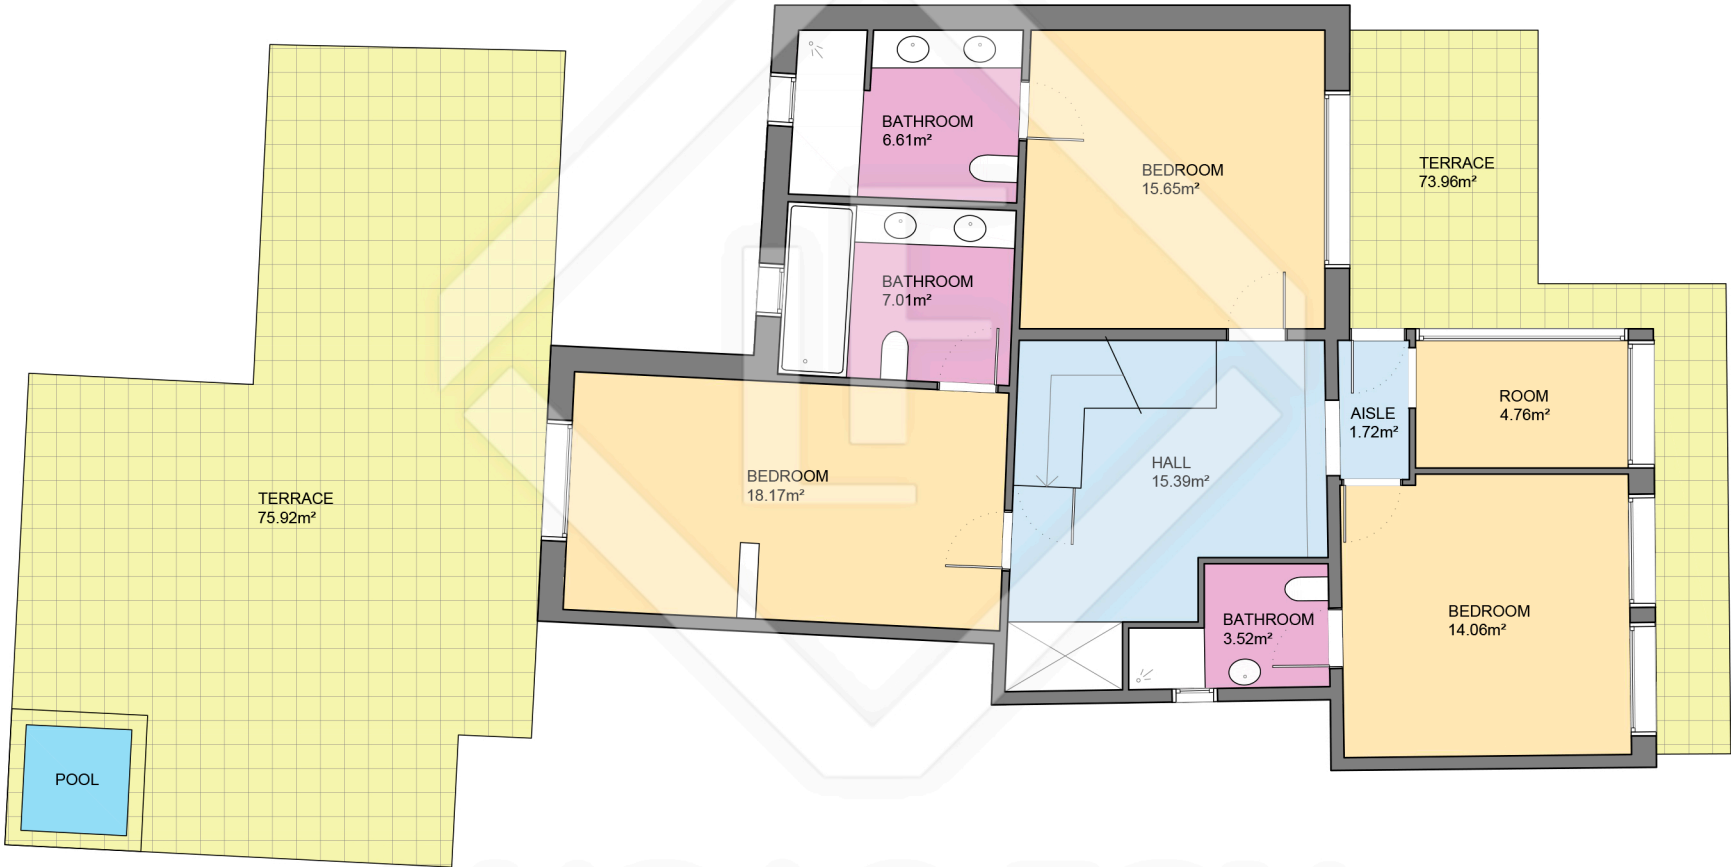 BATHROOM
6.61m²
BEDROOM
15.65m²
TERRACE
73.96m²
BATHROOM
7.01m²
ROOM
4.76m²
AISLE
1.72m²
HALL
15.39m²
BEDROOM
18.17m²
TERRACE
75.92m²
BATHROOM
3.52m²
BEDROOM
14.06m²
POOL